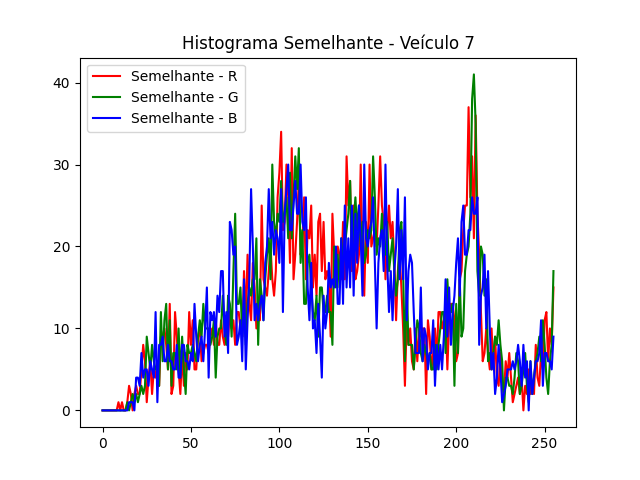 Histograma Semelhante - Veículo 7
Semelhante - R
Semelhante - G
Semelhante - B
40
30
20
10
0
0 50 100 150 200 250